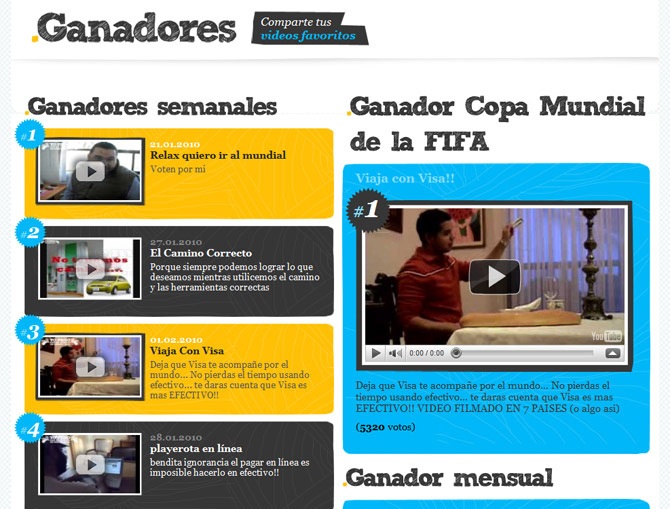 .Ganadores
Comparte tus
videos favoritos
.Ganadores semanales
#1
21.01.2010
Relax quiero ir al mundial
Voten por mi
#2
27.01.2010
El Camino Correcto
Porque siempre podemos lograr lo que
deseamos mientras utilicemos el camino
y las herramientas correctas
#3
01.02.2010
Viaja Con Visa
Deja que Visa te acompañe por el
mundo... No pierdas el tiempo usando
efectivo... te daras cuenta que Visa es
mas EFECTIVO!!
#4
28.01.2010
playerota en línea
bendita ignorancia el pagar en línea es
imposible hacerlo en efectivo!!
.Ganador Copa Mundial
de la FIFA
Viaja con Visa!!
#1
YouTube
0:00 / 0:00
Deja que Visa te acompañe por el mundo... No pierdas el
tiempo usando efectivo... te daras cuenta que Visa es mas
EFECTIVO!! VIDEO FILMADO EN 7 PAISES (o algo asi)
(5320 votos)
.Ganador mensual